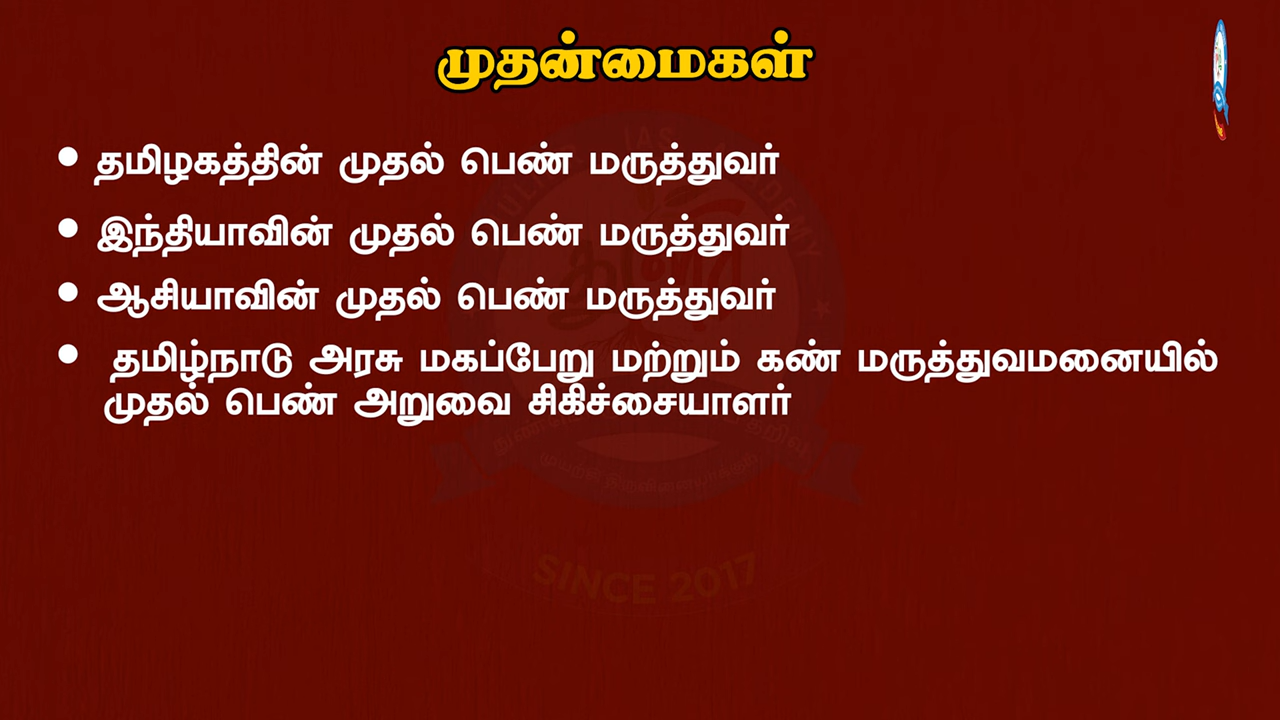 முதன்மைகள்
• தமிழகத்தின் முதல் பெண் மருத்துவர்
• இந்தியாவின் முதல் பெண் மருத்துவர்
• ஆசியாவின் முதல் பெண் மருத்துவர்
• தமிழ்நாடு அரசு மகப்பேறு மற்றும் கண் மருத்துவமனையில்
முதல் பெண் அறுவை சிகிச்சையாளர்
SINCE 2017